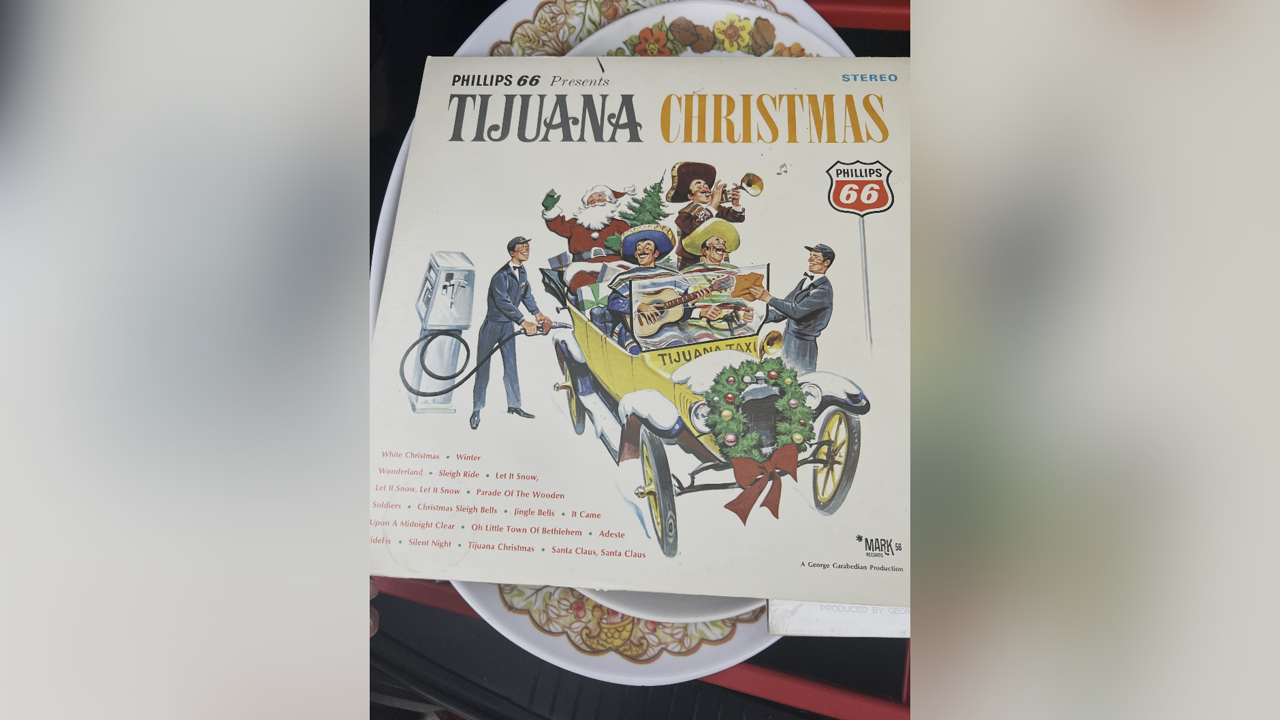 PHILLIPS 66 Presents
STEREO
TIJUANA CHRISTMAS
PHILLIPS
66
TIJUANA TAXI
White Christmas • Winter
Wonderland • Sleigh Ride • Let It Snow,
Let It Snow, Let It Snow • Parade Of The Wooden
Soldiers • Christmas Sleigh Bells • Jingle Bells • It Came
Upon A Midnight Clear • Oh Little Town Of Bethlehem • Adeste
idelis • Silent Night • Tijuana Christmas • Santa Claus, Santa Claus
*MARK 56
RECORDS
A George Garabedian Production
PRODUCED BY GEOR